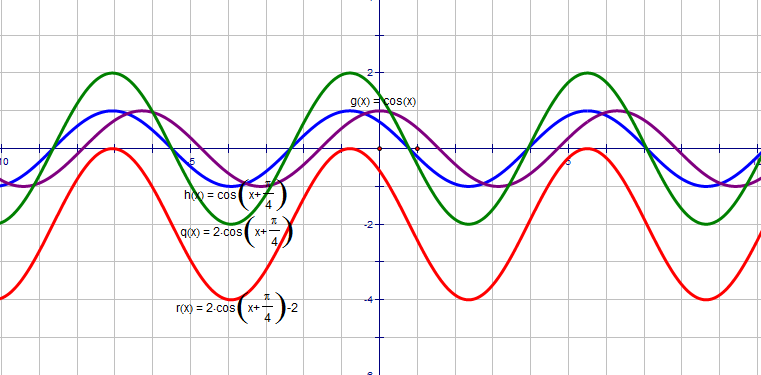 2
g(x) = cos(x)
10
5
5
h(x) = cos(x+π/4)
q(x) = 2·cos(x+π/4)
-2
r(x) = 2·cos(x+π/4)-2
-4